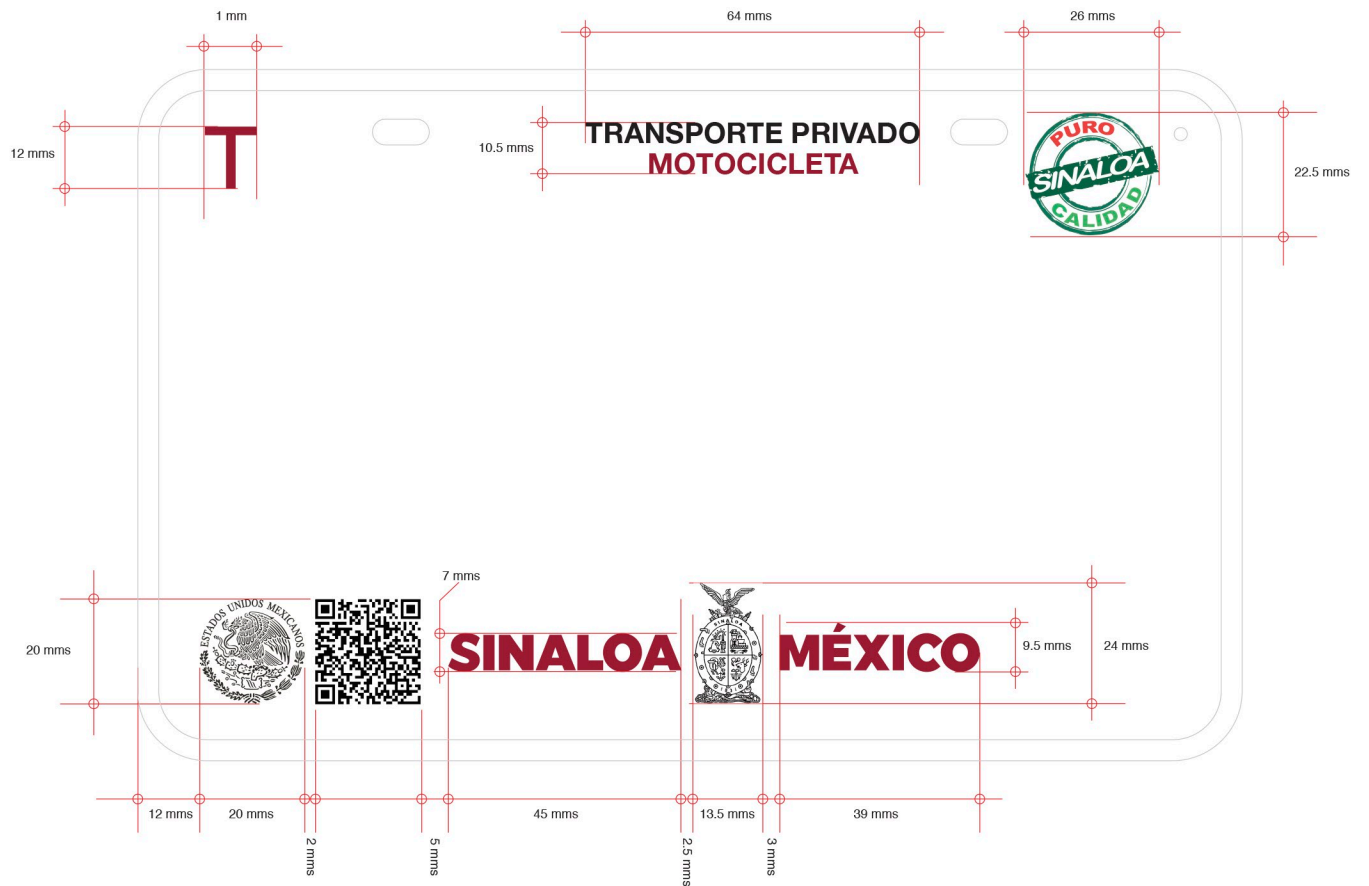 1 mm
64 mms
26 mms
12 mms
T
10.5 mms
TRANSPORTE PRIVADO
MOTOCICLETA
PURO
SINALOA
CALIDAD
22.5 mms
7 mms
20 mms
ESTADOS UNIDOS MEXICANOS
SINALOA
SINALOA
MÉXICO
9.5 mms
24 mms
12 mms
20 mms
2 mms
5 mms
45 mms
2.5 mms
13.5 mms
3 mms
39 mms